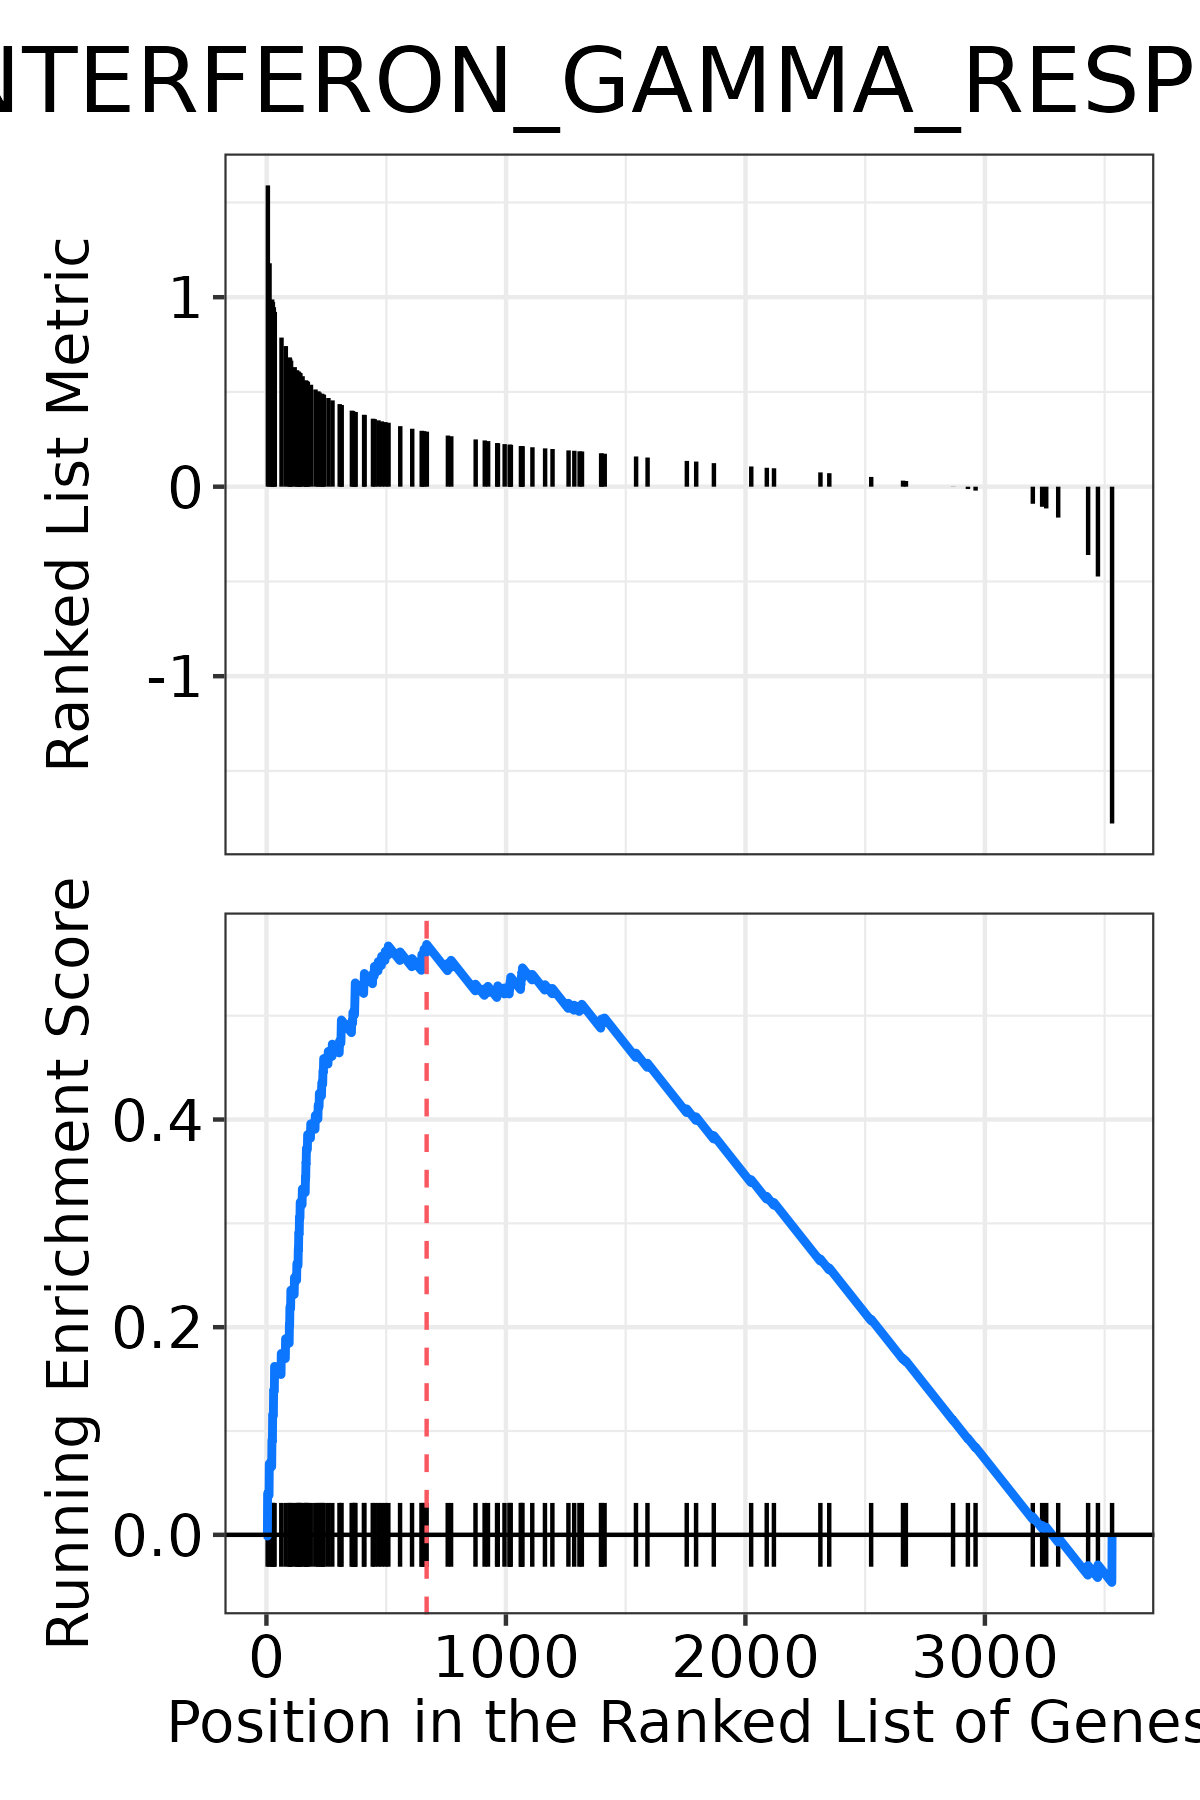 NTERFERON_GAMMA_RESP
Ranked List Metric
1
0
-1
Running Enrichment Score
0.4
0.2
0.0
0 1000 2000 3000
Position in the Ranked List of Genes